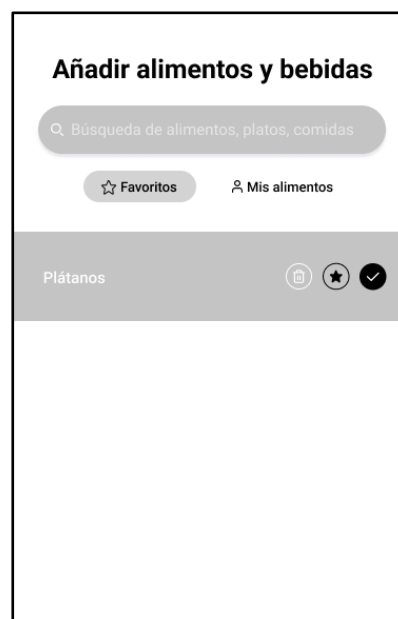 Añadir alimentos y bebidas
Búsqueda de alimentos, platos, comidas
Favoritos Mis alimentos
Plátanos